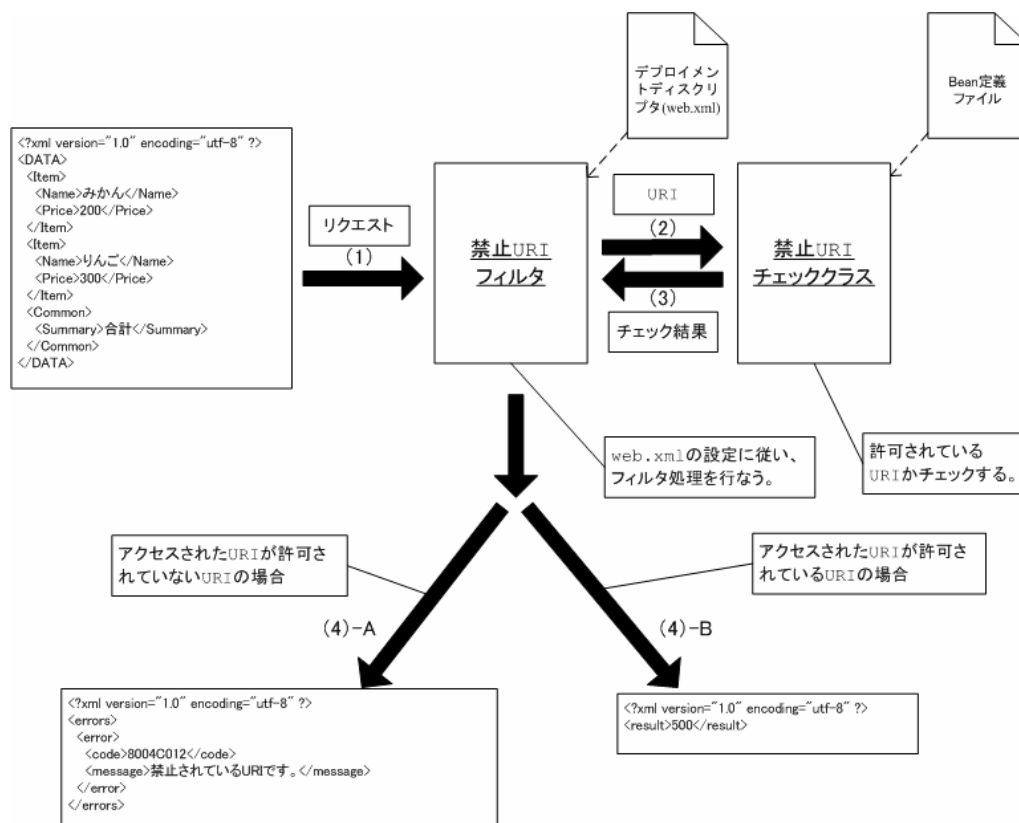 デプロイメン
トディスクリ
プタ(web.xml)
Bean定義
ファイル
<?xml version="1.0" encoding="utf-8" ?>
<DATA>
<Item>
<Name>みかん</Name>
<Price>200</Price>
</Item>
<Item>
<Name>りんご</Name>
<Price>300</Price>
</Item>
<Common>
<Summary>合計</Summary>
</Common>
</DATA>
リクエスト
(1)
禁止URI
フィルタ
URI
(2)
(3)
チェック結果
禁止URI
チェッククラス
web.xmlの設定に従い、
フィルタ処理を行なう。
許可されている
URIかチェックする。
アクセスされたURIが許可さ
れていないURIの場合
アクセスされたURIが許可さ
れているURIの場合
(4)-A
(4)-B
<?xml version="1.0" encoding="utf-8" ?>
<errors>
<error>
<code>8004C012</code>
<message>禁止されているURIです。</message>
</error>
</errors>
<?xml version="1.0" encoding="utf-8" ?>
<result>500</result>